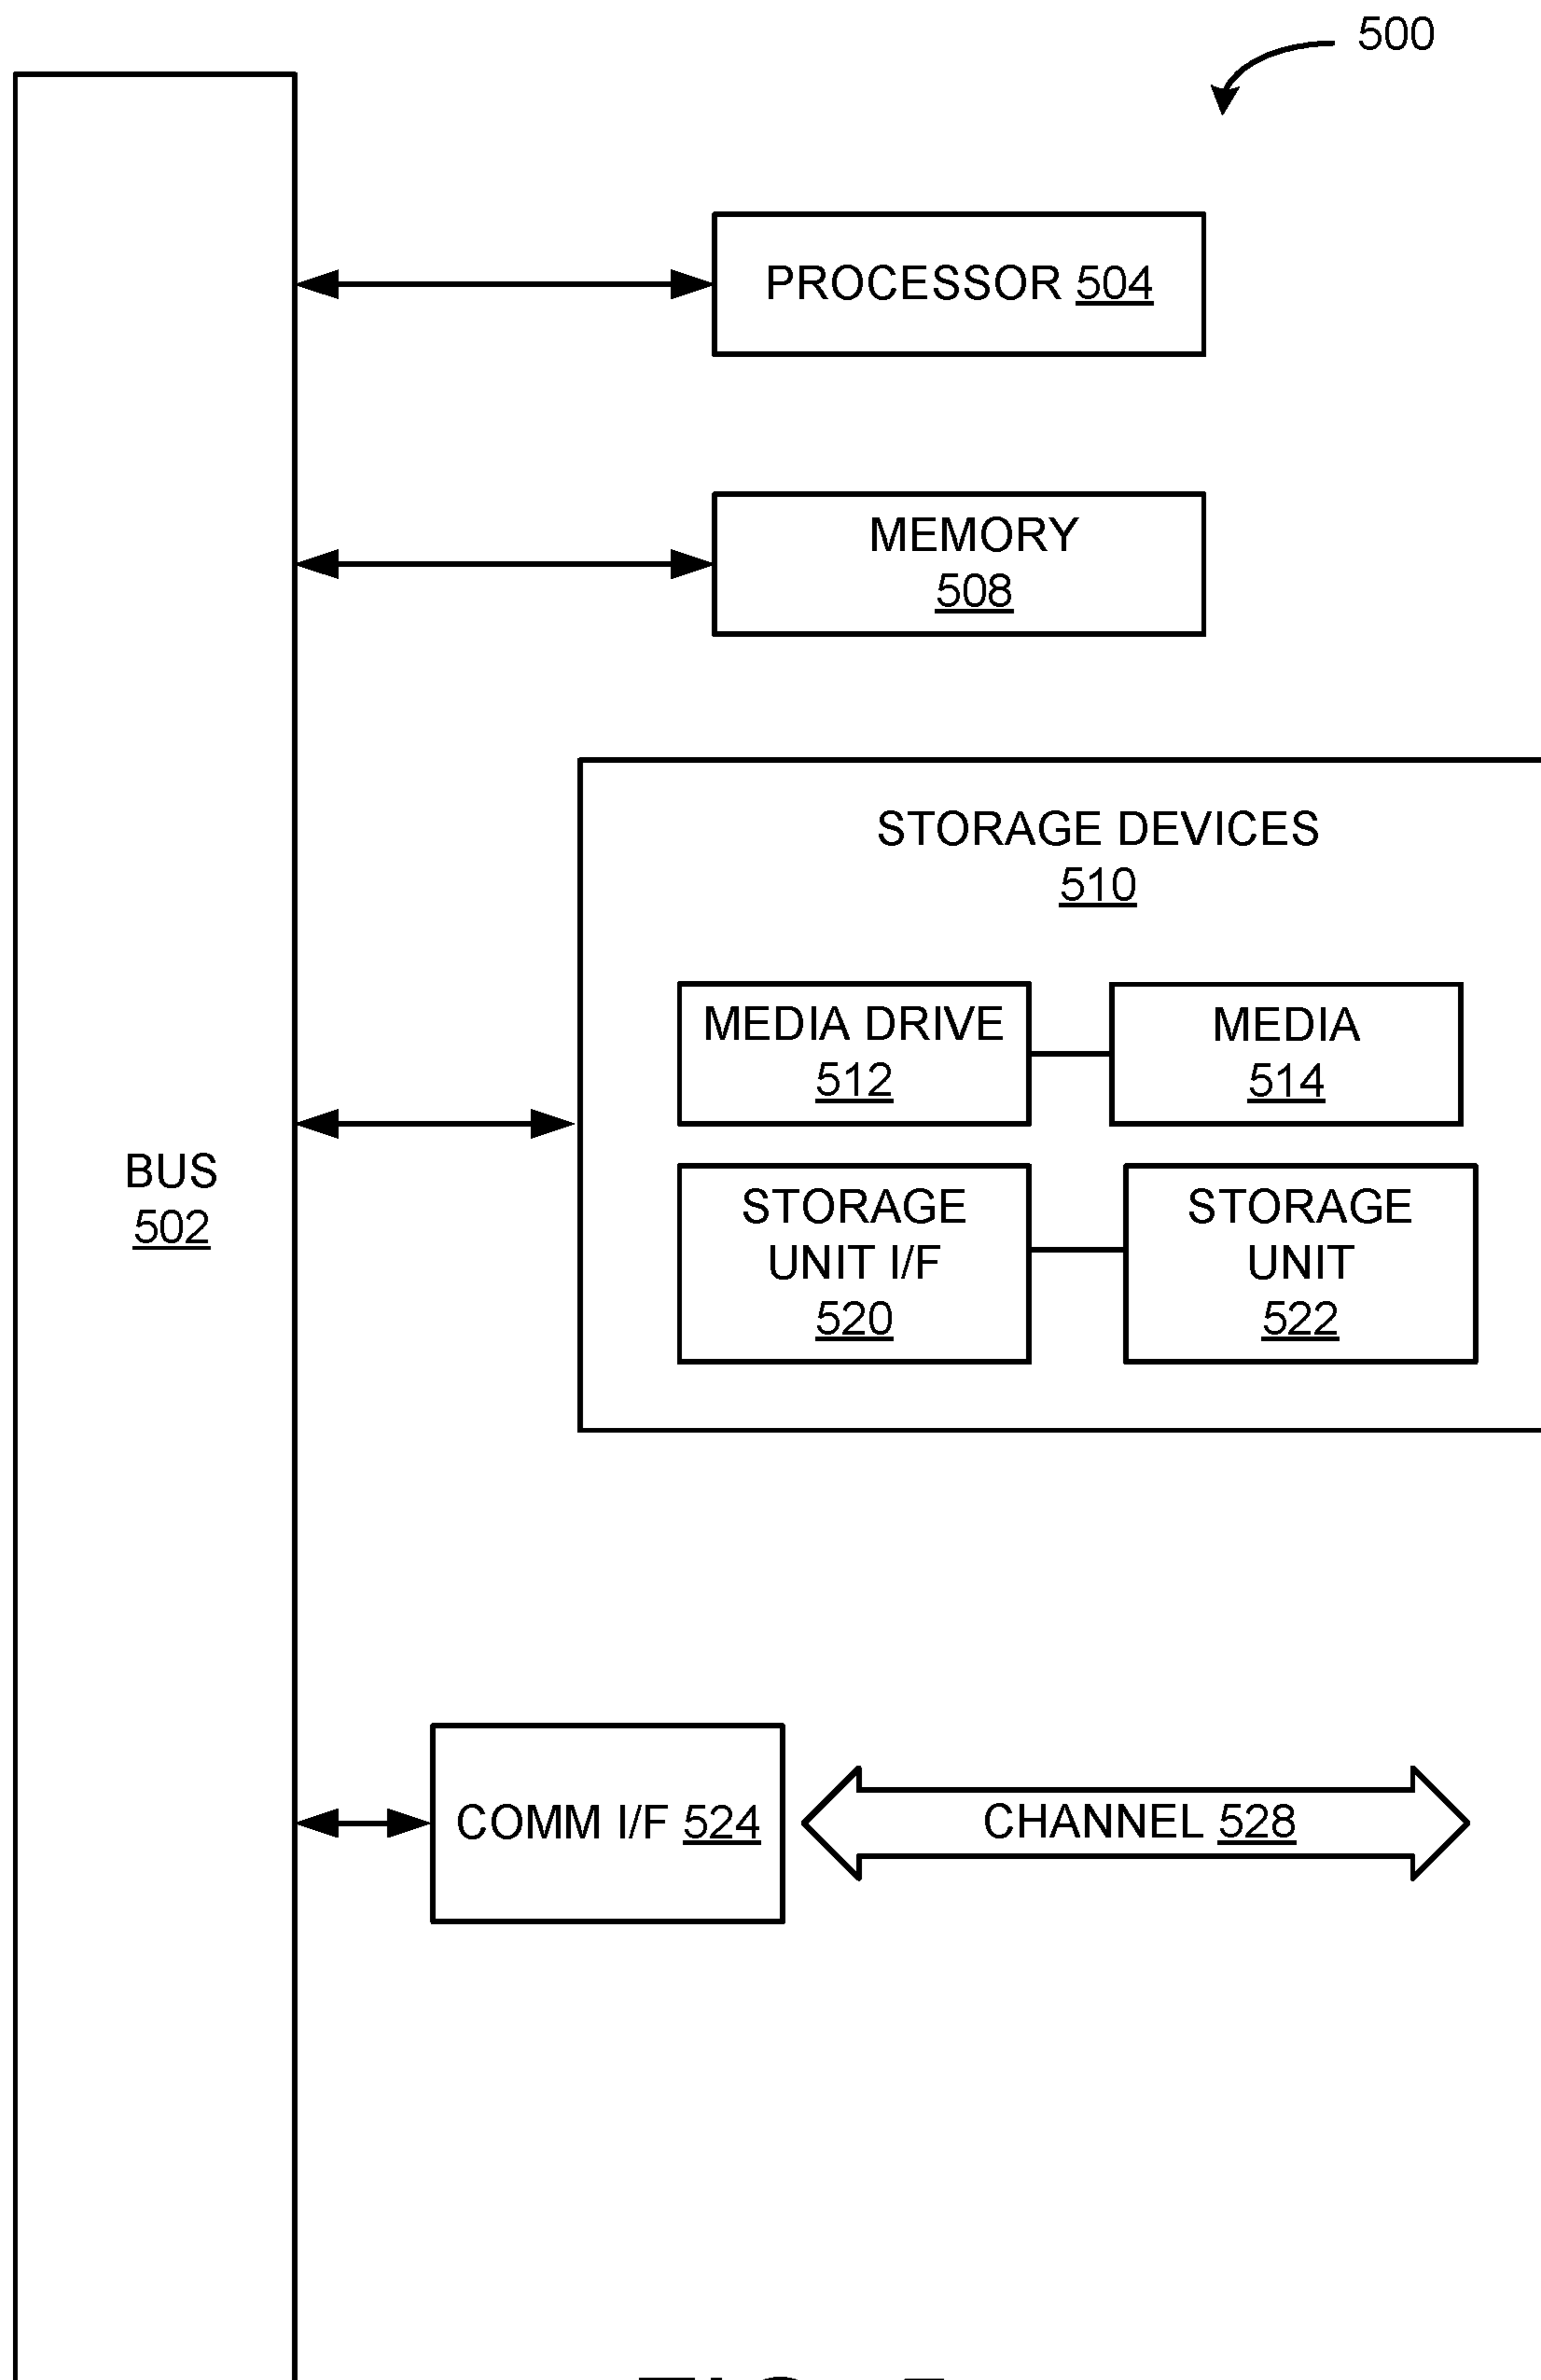 500
PROCESSOR 504
MEMORY
508
STORAGE DEVICES
510
MEDIA DRIVE
512
MEDIA
514
STORAGE
UNIT I/F
520
STORAGE
UNIT
522
BUS
502
COMM I/F 524
CHANNEL 528